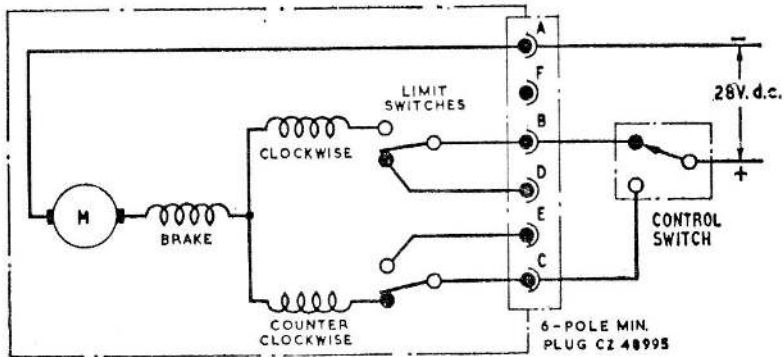 A
F
LIMIT
SWITCHES
28V. d.c.
B
CLOCKWISE
D
M
BRAKE
E
CONTROL
SWITCH
C
COUNTER
CLOCKWISE
6-POLE MIN.
PLUG CZ 48995
−
+